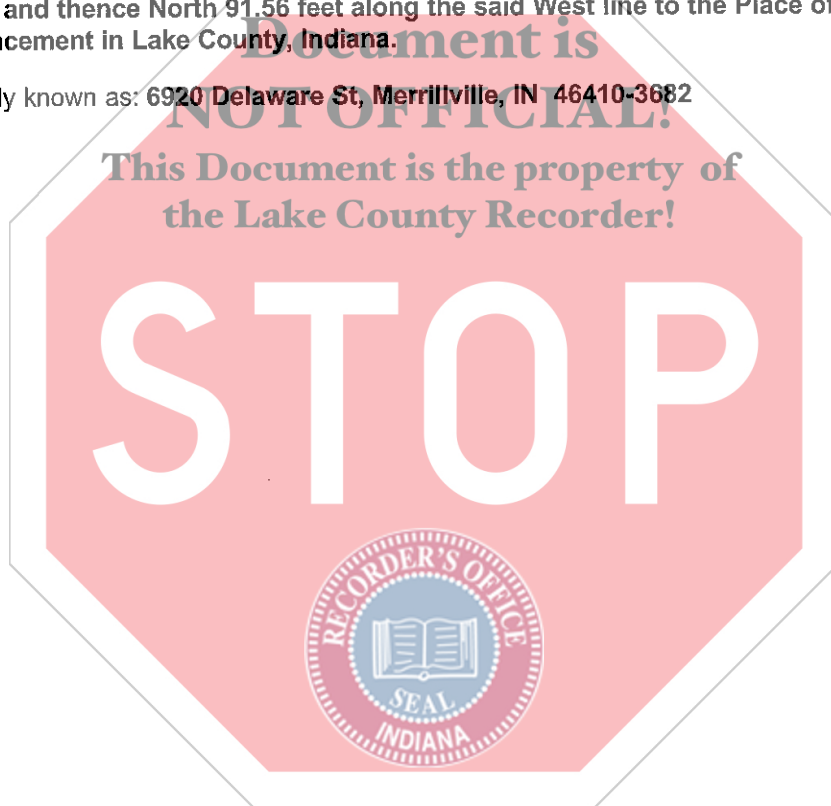 and thence North 91.56 feet along the said West line to the Place of
cement in Lake County, Indiana.
Document is
ly known as: 6920 Delaware St, Merrillville, IN 46410-3682
NOT OFFICIAL!
This Document is the property of
the Lake County Recorder!
STOP
RECORDER'S OFFICE
SEAL
INDIANA